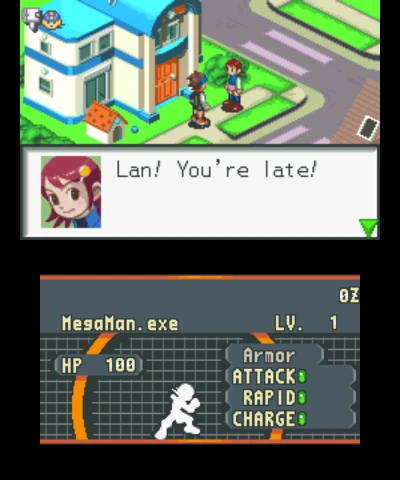 Lan! You're late!
0Z
MegaMan.exe LV. 1
HP 100
Armor
ATTACK
RAPID
CHARGE